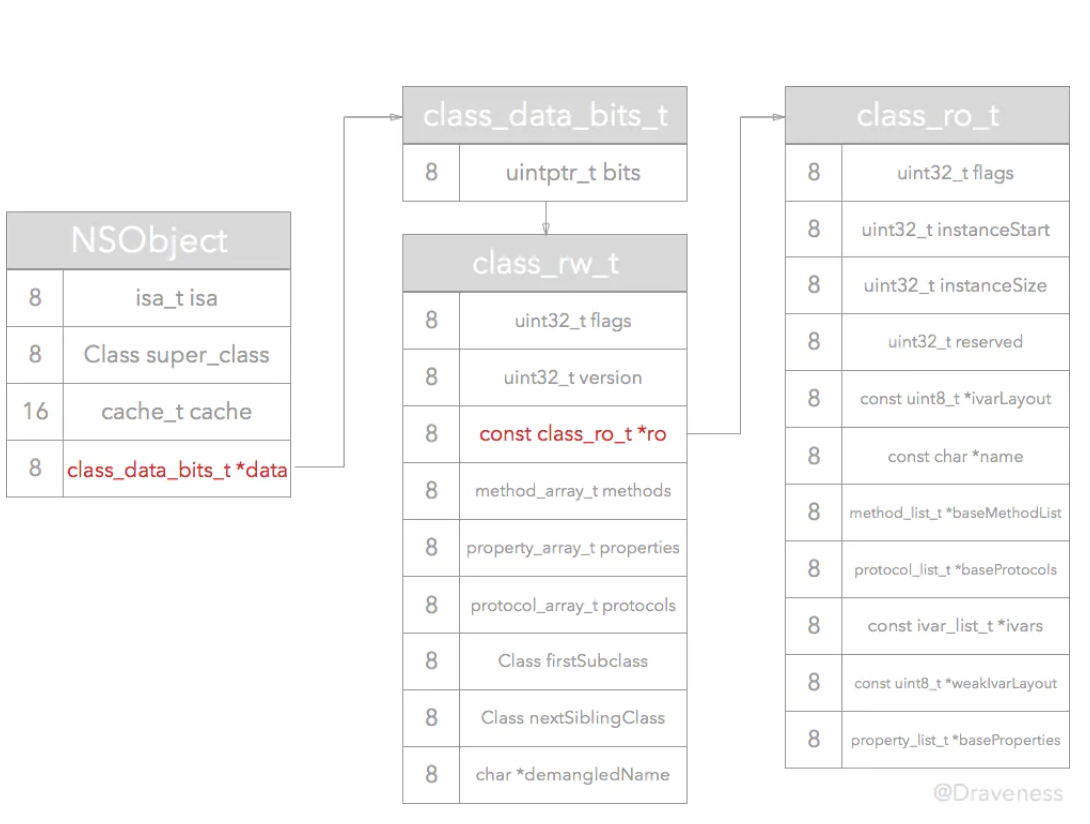 NSObject
8 isa_t isa
8 Class super_class
16 cache_t cache
8 class_data_bits_t *data
class_data_bits_t
8 uintptr_t bits
class_rw_t
8 uint32_t flags
8 uint32_t version
8 const class_ro_t *ro
8 method_array_t methods
8 property_array_t properties
8 protocol_array_t protocols
8 Class firstSubclass
8 Class nextSiblingClass
8 char *demangledName
class_ro_t
8 uint32_t flags
8 uint32_t instanceStart
8 uint32_t instanceSize
8 uint32_t reserved
8 const uint8_t *ivarLayout
8 const char *name
8 method_list_t *baseMethodList
8 protocol_list_t *baseProtocols
8 const ivar_list_t *ivars
8 const uint8_t *weakIvarLayout
8 property_list_t *baseProperties
@Draveness